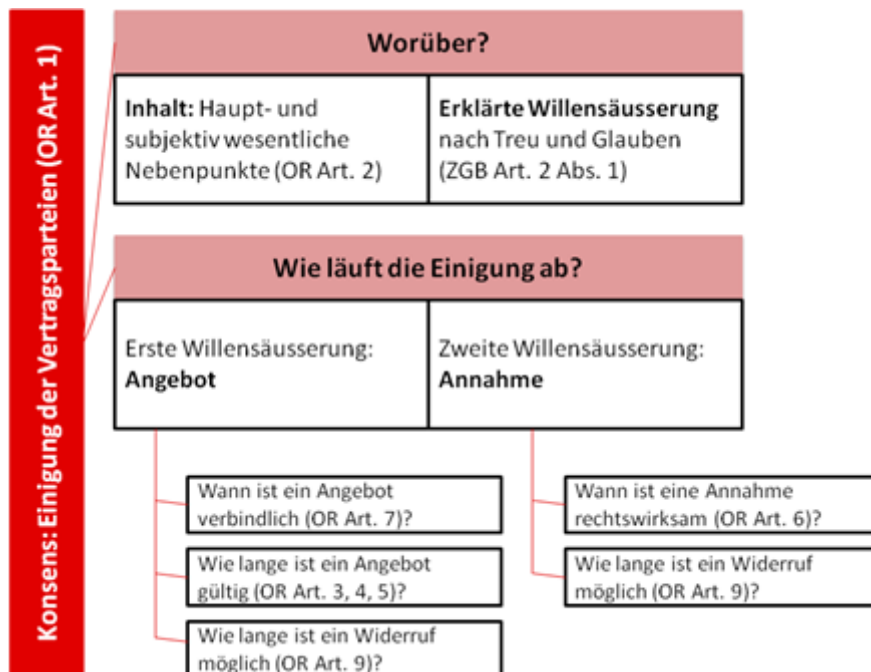 Konsens: Einigung der Vertragsparteien (OR Art. 1)
Worüber?
Inhalt: Haupt- und
subjektiv wesentliche
Nebenpunkte (OR Art. 2)
Erklärte Willensäusserung
nach Treu und Glauben
(ZGB Art. 2 Abs. 1)
Wie läuft die Einigung ab?
Erste Willensäusserung:
Angebot
Zweite Willensäusserung:
Annahme
Wann ist ein Angebot
verbindlich (OR Art. 7)?
Wie lange ist ein Angebot
gültig (OR Art. 3, 4, 5)?
Wie lange ist ein Widerruf
möglich (OR Art. 9)?
Wann ist eine Annahme
rechtswirksam (OR Art. 6)?
Wie lange ist ein Widerruf
möglich (OR Art. 9)?